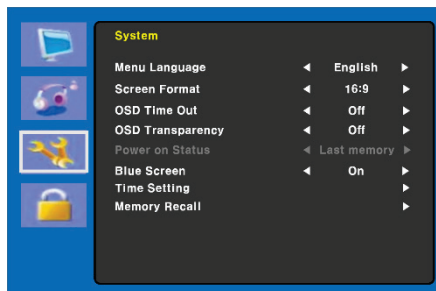 System
Menu Language ◀ English ▶
Screen Format ◀ 16:9 ▶
OSD Time Out ◀ Off ▶
OSD Transparency ◀ Off ▶
Power on Status ◀ Last memory ▶
Blue Screen ◀ On ▶
Time Setting ▶
Memory Recall ▶